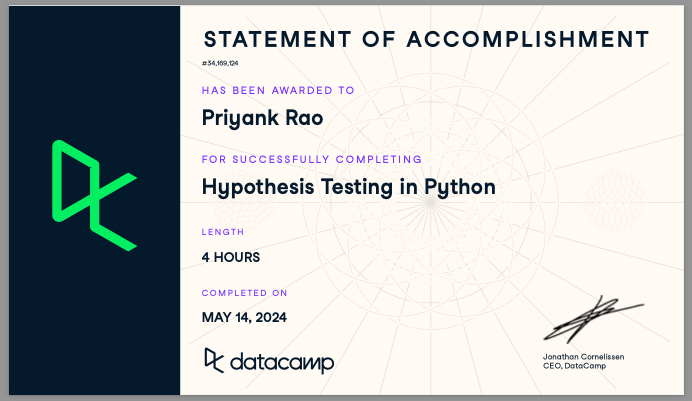 STATEMENT OF ACCOMPLISHMENT
#34,169,124
HAS BEEN AWARDED TO
Priyank Rao
FOR SUCCESSFULLY COMPLETING
Hypothesis Testing in Python
LENGTH
4 HOURS
COMPLETED ON
MAY 14, 2024
datacamp
Jonathan Cornelissen
CEO, DataCamp